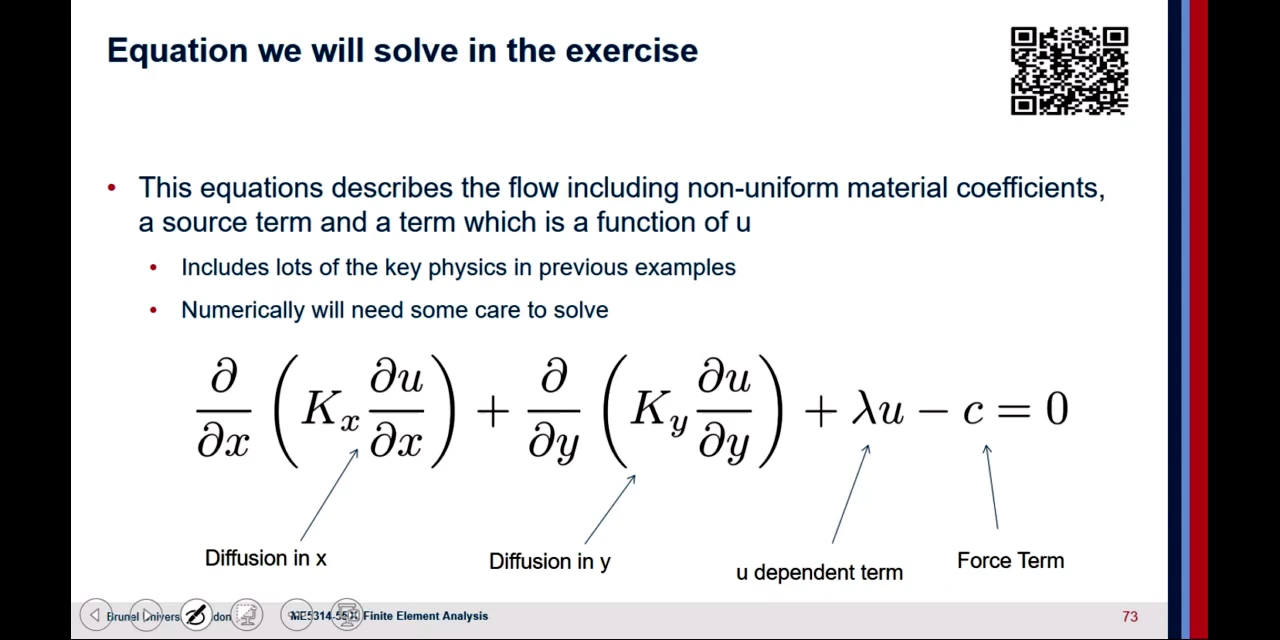 Equation we will solve in the exercise
• This equations describes the flow including non-uniform material coefficients,
a source term and a term which is a function of u
• Includes lots of the key physics in previous examples
• Numerically will need some care to solve
∂/∂x (K_x ∂u/∂x) + ∂/∂y (K_y ∂u/∂y) + λu − c = 0
Diffusion in x
Diffusion in y
u dependent term
Force Term
Brunel
Finite Element Analysis
73